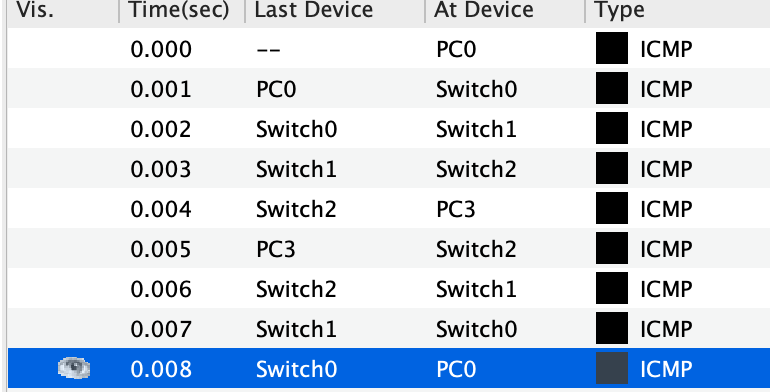 Vis. Time(sec) Last Device At Device Type
0.000 -- PC0 ICMP
0.001 PC0 Switch0 ICMP
0.002 Switch0 Switch1 ICMP
0.003 Switch1 Switch2 ICMP
0.004 Switch2 PC3 ICMP
0.005 PC3 Switch2 ICMP
0.006 Switch2 Switch1 ICMP
0.007 Switch1 Switch0 ICMP
0.008 Switch0 PC0 ICMP